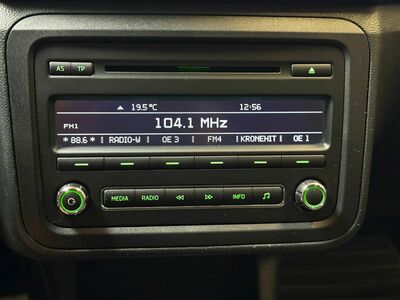 AS TP
19.5°C 12:56
104.1 MHz
FM1
*88.6* | RADIO-W | OE 3 | FM4 | KRONEHIT | OE 1
MEDIA RADIO INFO